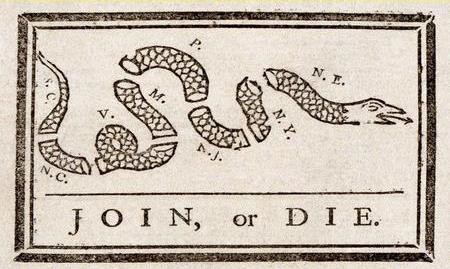 S. C.
N. C.
V.
M.
P.
N. J.
N. Y.
N. E.
JOIN, or DIE.